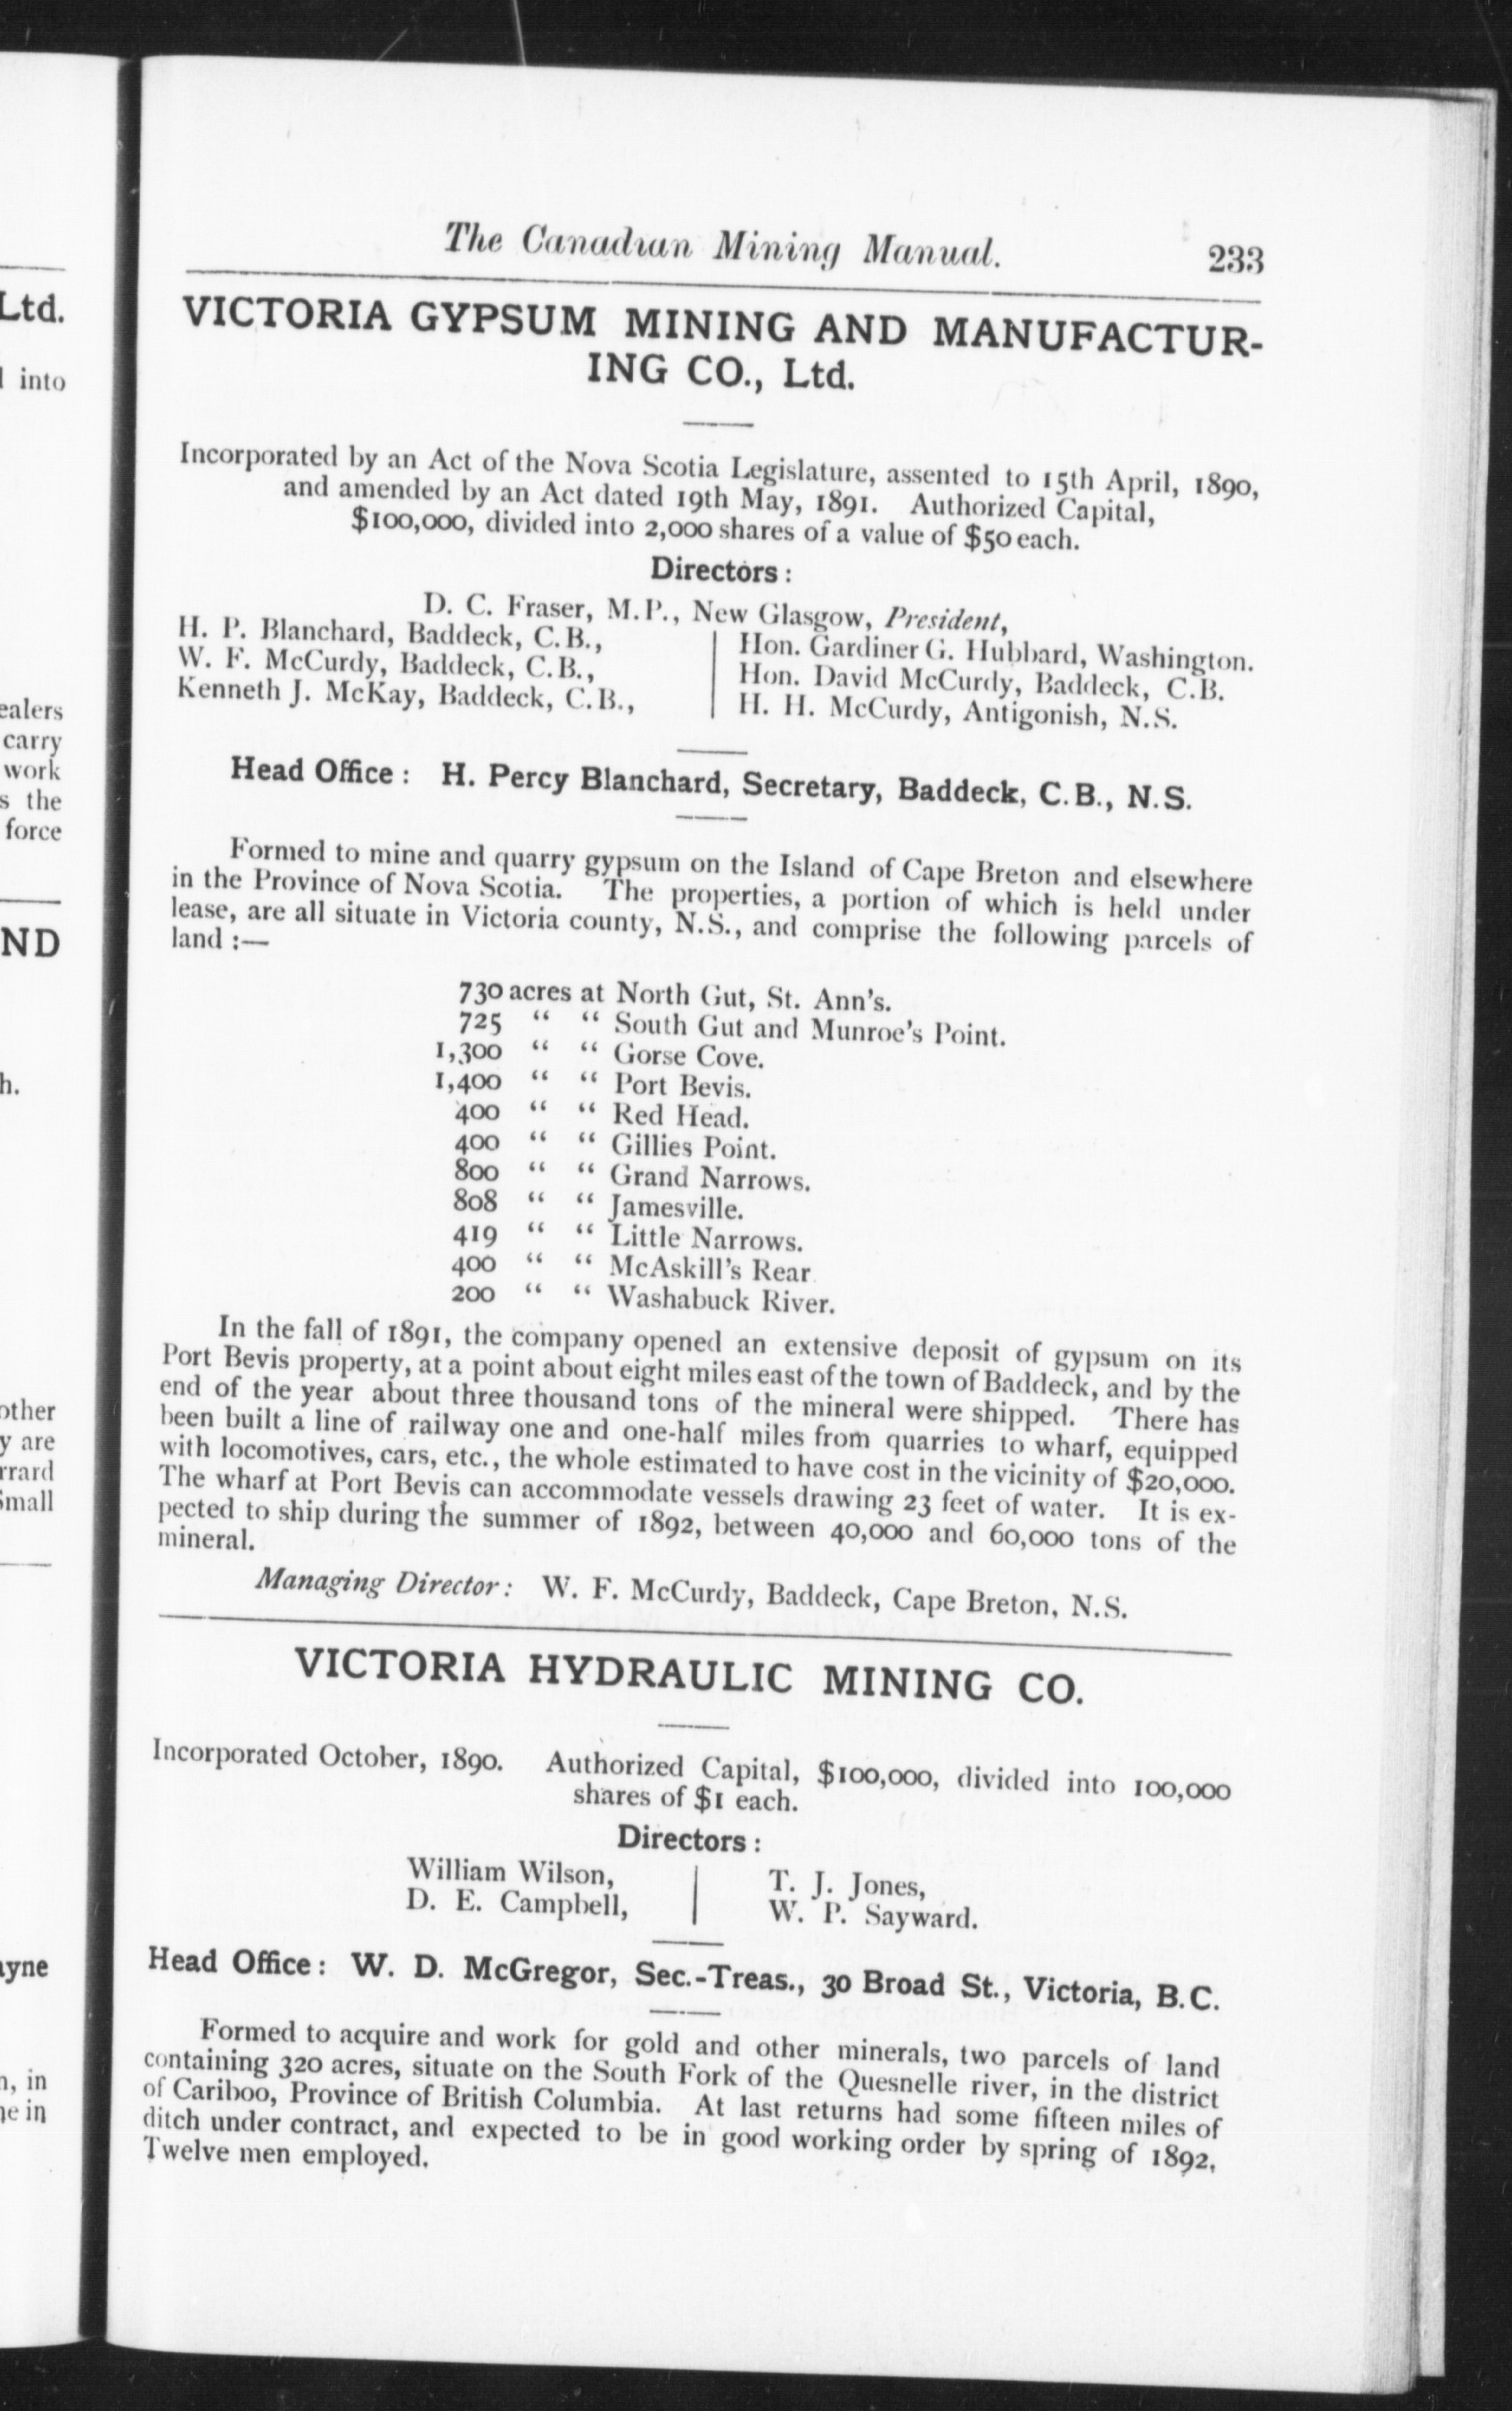 The Canadian Mining Manual. 233
VICTORIA GYPSUM MINING AND MANUFACTUR-
ING CO., Ltd.
Incorporated by an Act of the Nova Scotia Legislature, assented to 15th April, 1890,
and amended by an Act dated 19th May, 1891. Authorized Capital,
$100,000, divided into 2,000 shares of a value of $50 each.
Directors:
D. C. Fraser, M.P., New Glasgow, President,
H. P. Blanchard, Baddeck, C.B.,
W. F. McCurdy, Baddeck, C.B.,
Kenneth J. McKay, Baddeck, C.B.,
Hon. Gardiner G. Hubbard, Washington.
Hon. David McCurdy, Baddeck, C.B.
H. H. McCurdy, Antigonish, N.S.
Head Office: H. Percy Blanchard, Secretary, Baddeck, C.B., N.S.
Formed to mine and quarry gypsum on the Island of Cape Breton and elsewhere
in the Province of Nova Scotia. The properties, a portion of which is held under
lease, are all situate in Victoria county, N.S., and comprise the following parcels of
land :—
730 acres at North Gut, St. Ann's.
725 “ “ South Gut and Munroe's Point.
1,300 “ “ Gorse Cove.
1,400 “ “ Port Bevis.
400 “ “ Red Head.
400 “ “ Gillies Point.
800 “ “ Grand Narrows.
808 “ “ Jamesville.
419 “ “ Little Narrows.
400 “ “ McAskill's Rear
200 “ “ Washabuck River.
In the fall of 1891, the company opened an extensive deposit of gypsum on its
Port Bevis property, at a point about eight miles east of the town of Baddeck, and by the
end of the year about three thousand tons of the mineral were shipped. There has
been built a line of railway one and one-half miles from quarries to wharf, equipped
with locomotives, cars, etc., the whole estimated to have cost in the vicinity of $20,000.
The wharf at Port Bevis can accommodate vessels drawing 23 feet of water. It is ex-
pected to ship during the summer of 1892, between 40,000 and 60,000 tons of the
mineral.
Managing Director: W. F. McCurdy, Baddeck, Cape Breton, N.S.
VICTORIA HYDRAULIC MINING CO.
Incorporated October, 1890. Authorized Capital, $100,000, divided into 100,000
shares of $1 each.
Directors:
William Wilson,
D. E. Campbell,
T. J. Jones,
W. P. Sayward.
Head Office: W. D. McGregor, Sec.-Treas., 30 Broad St., Victoria, B.C.
Formed to acquire and work for gold and other minerals, two parcels of land
containing 320 acres, situate on the South Fork of the Quesnelle river, in the district
of Cariboo, Province of British Columbia. At last returns had some fifteen miles of
ditch under contract, and expected to be in good working order by spring of 1892.
Twelve men employed.
Ltd.
into
carry
work
the
force
h.
other
are
in
in